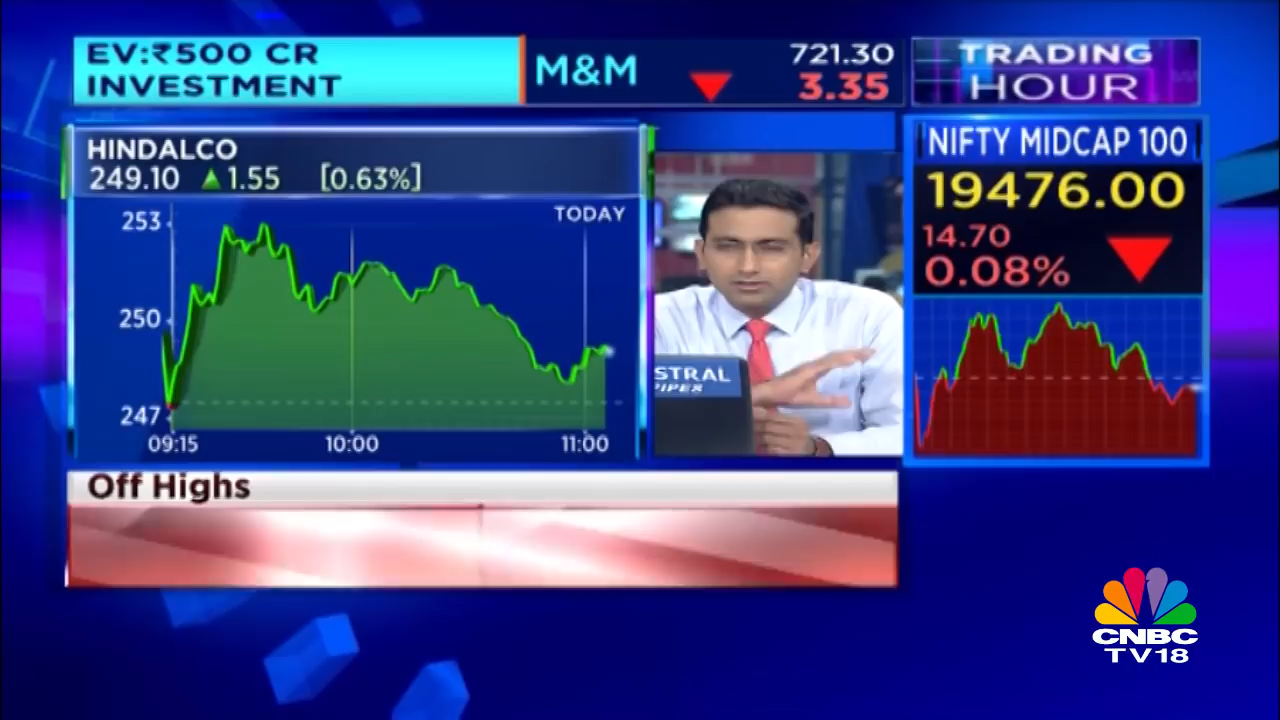 EV:₹500 CR
INVESTMENT
M&M
721.30
3.35
TRADING
HOUR
HINDALCO
249.10 ▲1.55 [0.63%]
TODAY
253
250
247
09:15 10:00 11:00
STRAL
PIPES
NIFTY MIDCAP 100
19476.00
14.70
0.08%
Off Highs
CNBC
TV18